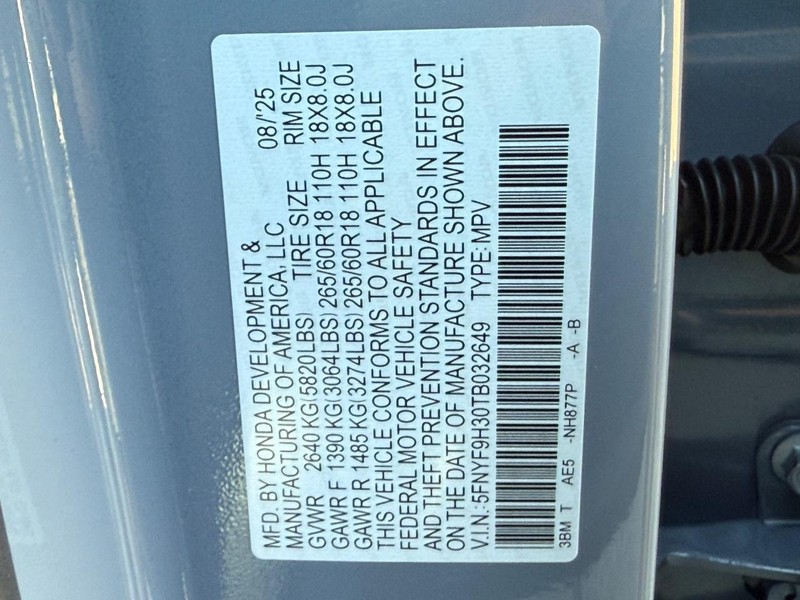 MFD. BY HONDA DEVELOPMENT &
MANUFACTURING OF AMERICA, LLC 08/'25
GVWR 2640 KG(5820LBS) TIRE SIZE RIM SIZE
GAWR F 1390 KG(3064LBS) 265/60R18 110H 18X8.0J
GAWR R 1485 KG(3274LBS) 265/60R18 110H 18X8.0J
THIS VEHICLE CONFORMS TO ALL APPLICABLE
FEDERAL MOTOR VEHICLE SAFETY
AND THEFT PREVENTION STANDARDS IN EFFECT
ON THE DATE OF MANUFACTURE SHOWN ABOVE.
V.I.N.: 5FNYF9H30TB032649 TYPE: MPV
3BM T AE5 -NH877P -A -B